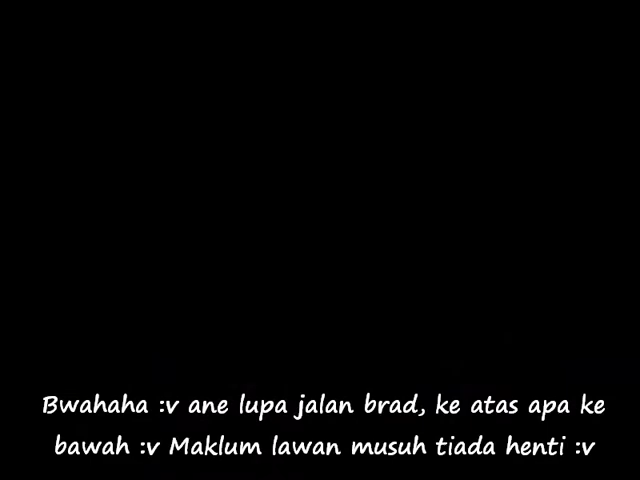 Bwahaha :v ane lupa jalan brad, ke atas apa ke
bawah :v Maklum lawan musuh tiada henti :v